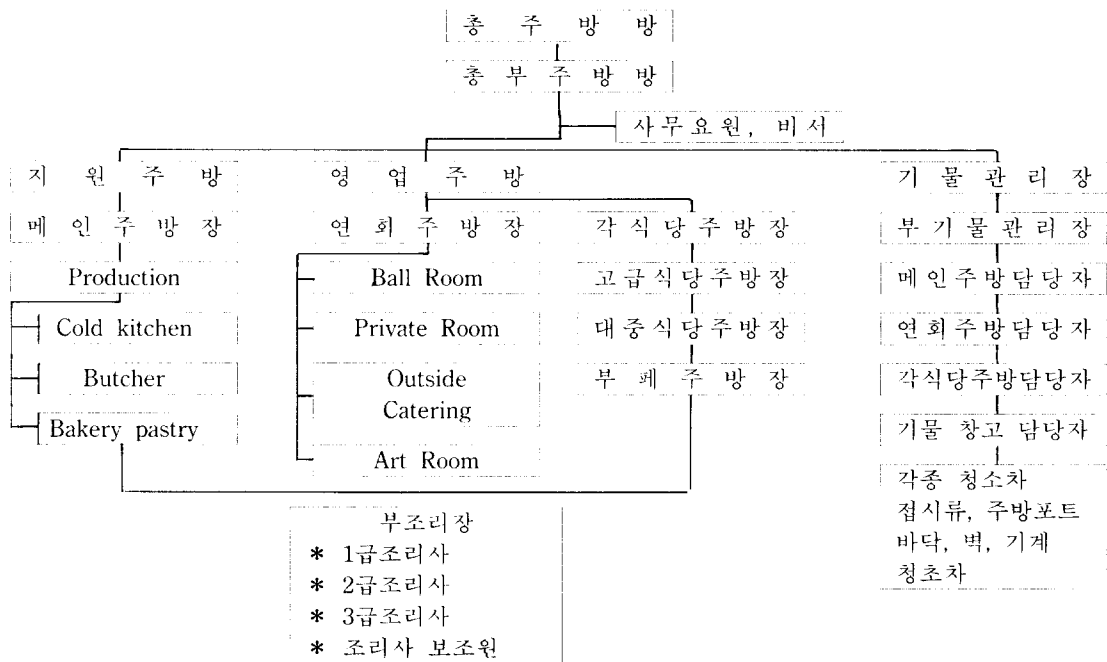 총 주 방 방
총 부 주 방 방
사무요원, 비서
지 원 주 방
영 업 주 방
기 물 관 리 장
메 인 주 방 장
연 회 주 방 장
각 식 당 주 방 장
부 기 물 관 리 장
Production
Ball Room
고 급 식 당 주 방 장
메 인 주 방 담 당 자
Cold kitchen
Private Room
대 중 식 당 주 방 장
연 회 주 방 담 당 자
Butcher
Outside
Catering
부 페 주 방 장
각 식 당 주 방 담 당 자
Bakery pastry
Art Room
기물 창고 담당자
각종 청소차
접시류, 주방포트
바닥, 벽, 기계
청초차
부조리장
* 1급조리사
* 2급조리사
* 3급조리사
* 조리사 보조원